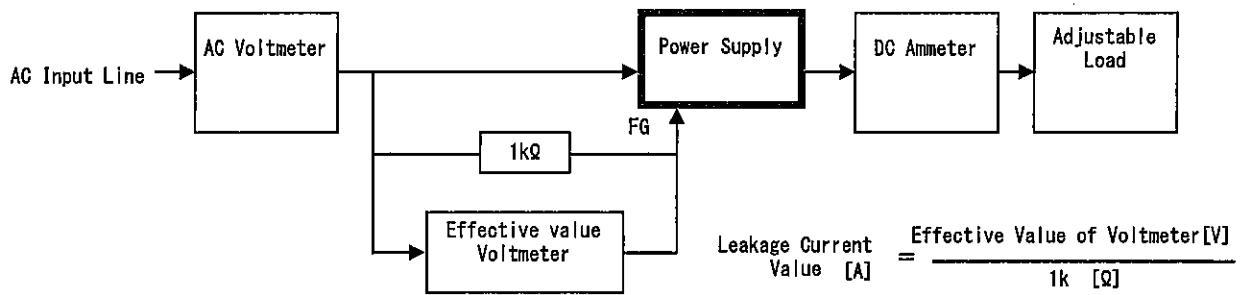 AC Input Line
AC Voltmeter
Power Supply
DC Ammeter
Adjustable
Load
FG
1kΩ
Effective value
Voltmeter
Leakage Current
Value [A]
=
Effective Value of Voltmeter[V]
1k [Ω]